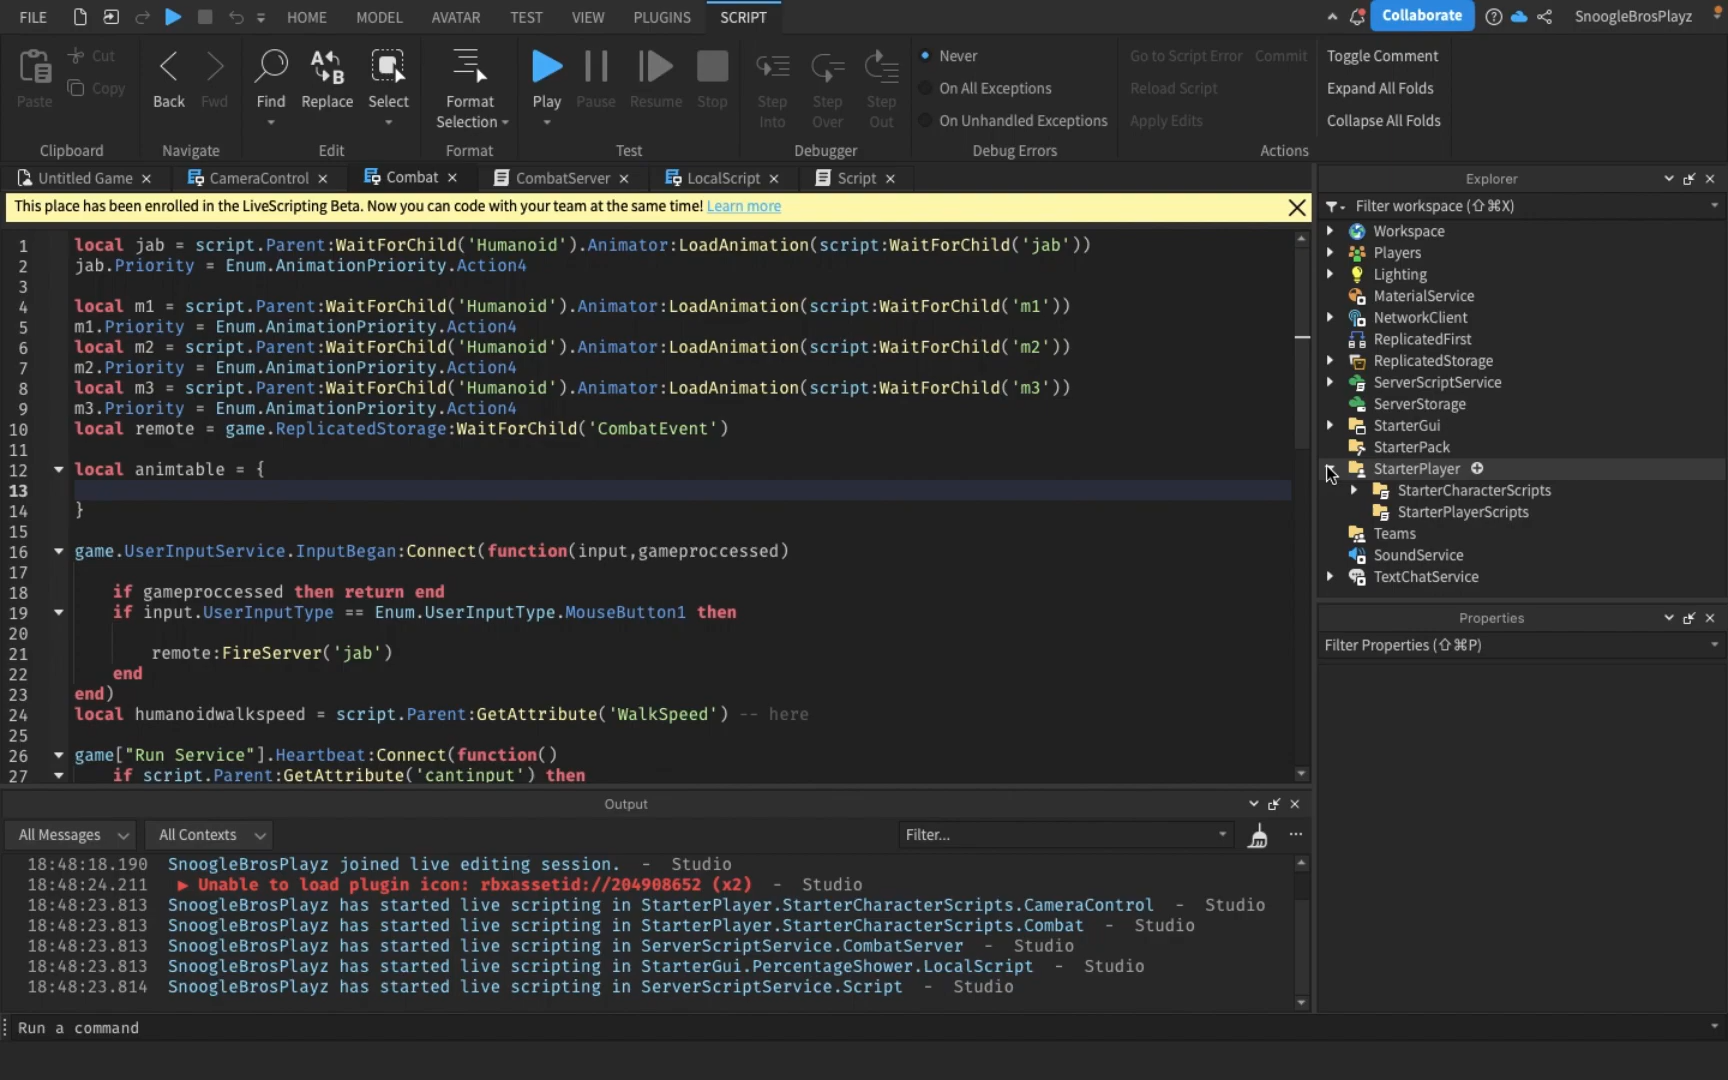 FILE HOME MODEL AVATAR TEST VIEW PLUGINS SCRIPT Collaborate SnoogleBrosPlayz
Paste Cut Copy
Clipboard
Back Fwd
Navigate
Find Replace Select
Edit
Format Selection
Format
Play Pause Resume Stop
Test
Step Into Step Over Step Out
Debugger
Never
On All Exceptions
On Unhandled Exceptions
Debug Errors
Go to Script Error Commit
Reload Script
Apply Edits
Toggle Comment
Expand All Folds
Collapse All Folds
Actions
Untitled Game CameraControl Combat CombatServer LocalScript Script
This place has been enrolled in the LiveScripting Beta. Now you can code with your team at the same time! Learn more
1 local jab = script.Parent:WaitForChild('Humanoid').Animator:LoadAnimation(script:WaitForChild('jab'))
2 jab.Priority = Enum.AnimationPriority.Action4
3
4 local m1 = script.Parent:WaitForChild('Humanoid').Animator:LoadAnimation(script:WaitForChild('m1'))
5 m1.Priority = Enum.AnimationPriority.Action4
6 local m2 = script.Parent:WaitForChild('Humanoid').Animator:LoadAnimation(script:WaitForChild('m2'))
7 m2.Priority = Enum.AnimationPriority.Action4
8 local m3 = script.Parent:WaitForChild('Humanoid').Animator:LoadAnimation(script:WaitForChild('m3'))
9 m3.Priority = Enum.AnimationPriority.Action4
10 local remote = game.ReplicatedStorage:WaitForChild('CombatEvent')
11
12 local animtable = {
13
14 }
15
16 game.UserInputService.InputBegan:Connect(function(input,gameproccessed)
17
18 if gameproccessed then return end
19 if input.UserInputType == Enum.UserInputType.MouseButton1 then
20
21 remote:FireServer('jab')
22 end
23 end)
24 local humanoidwalkspeed = script.Parent:GetAttribute('WalkSpeed') -- here
25
26 game["Run Service"].Heartbeat:Connect(function()
27 if script.Parent:GetAttribute('cantinput') then
Explorer
Filter workspace (⇧⌘X)
Workspace
Players
Lighting
MaterialService
NetworkClient
ReplicatedFirst
ReplicatedStorage
ServerScriptService
ServerStorage
StarterGui
StarterPack
StarterPlayer
StarterCharacterScripts
StarterPlayerScripts
Teams
SoundService
TextChatService
Properties
Filter Properties (⇧⌘P)
Output
All Messages All Contexts Filter...
18:48:18.190 SnoogleBrosPlayz joined live editing session. - Studio
18:48:24.211 ▶ Unable to load plugin icon: rbxassetid://204908652 (x2) - Studio
18:48:23.813 SnoogleBrosPlayz has started live scripting in StarterPlayer.StarterCharacterScripts.CameraControl - Studio
18:48:23.813 SnoogleBrosPlayz has started live scripting in StarterPlayer.StarterCharacterScripts.Combat - Studio
18:48:23.813 SnoogleBrosPlayz has started live scripting in ServerScriptService.CombatServer - Studio
18:48:23.813 SnoogleBrosPlayz has started live scripting in StarterGui.PercentageShower.LocalScript - Studio
18:48:23.814 SnoogleBrosPlayz has started live scripting in ServerScriptService.Script - Studio
Run a command